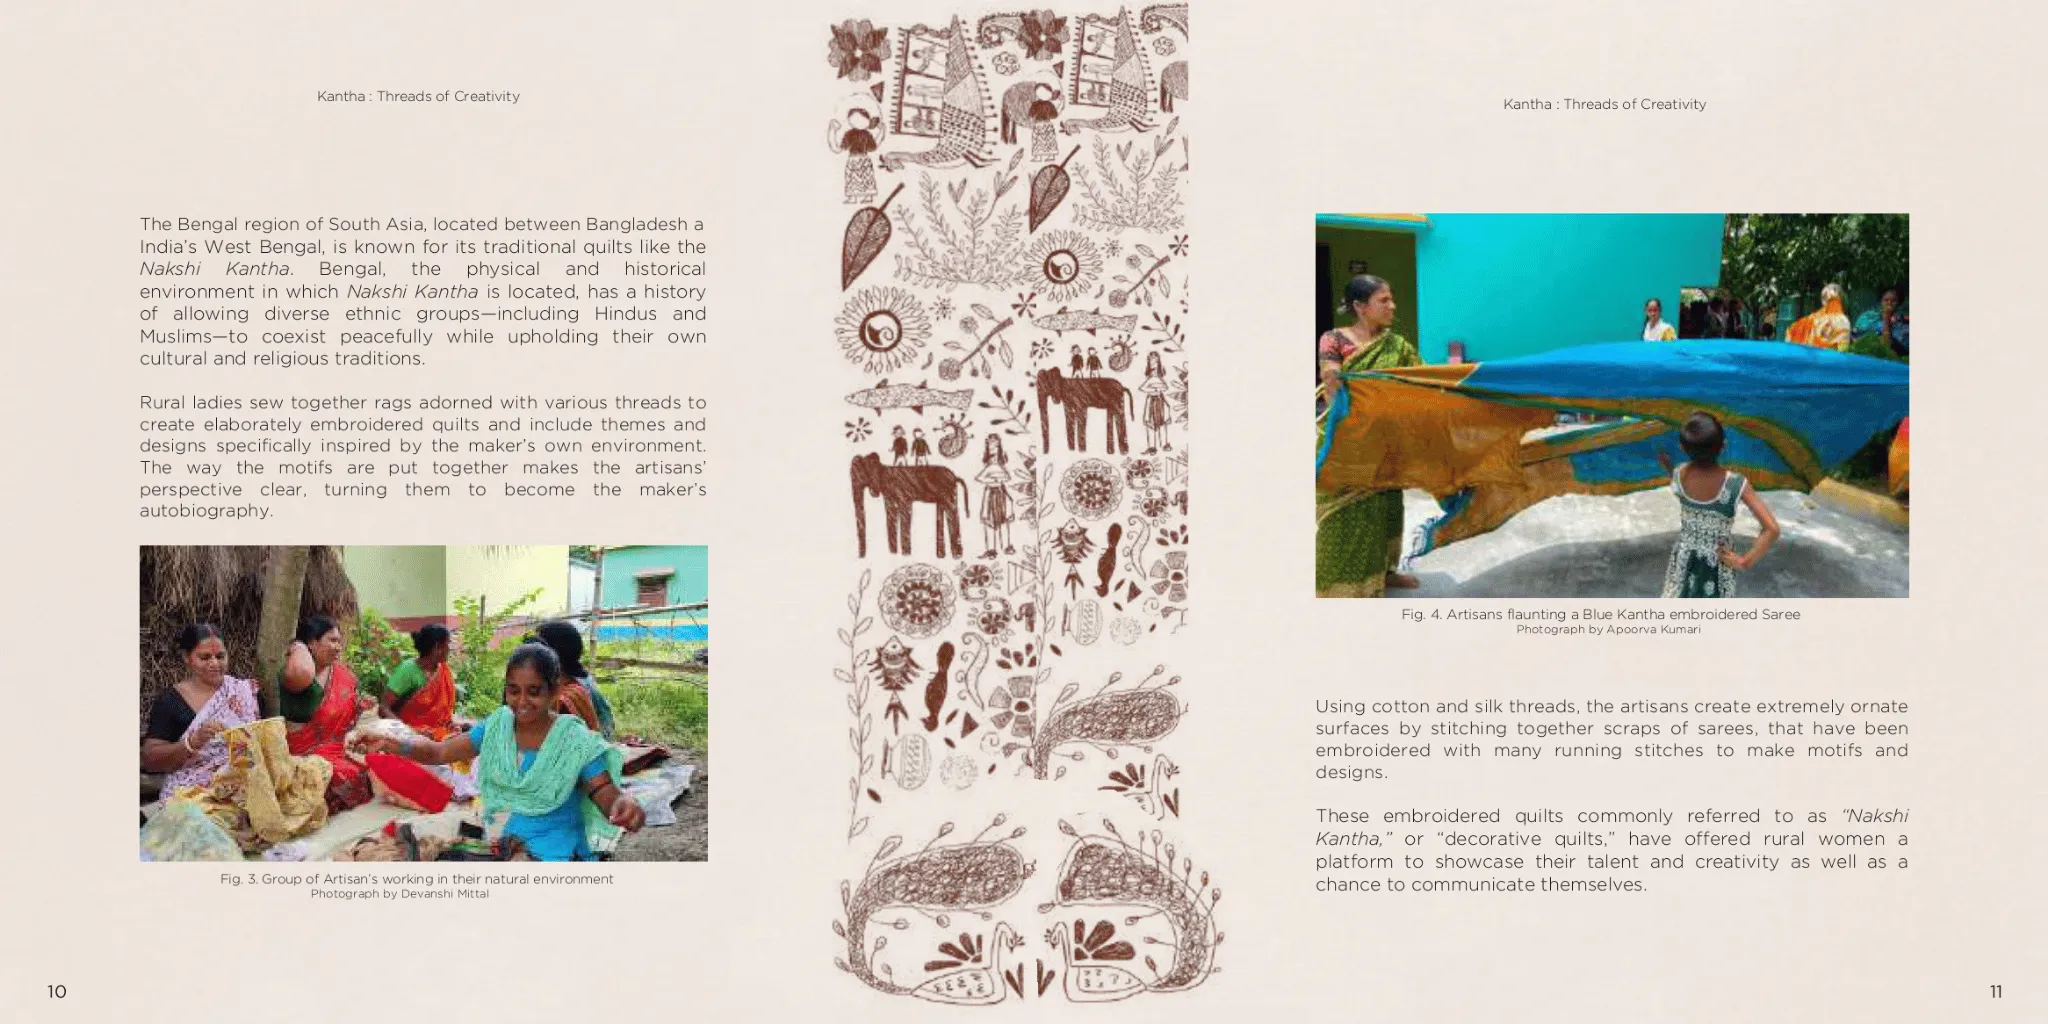 Kantha : Threads of Creativity
The Bengal region of South Asia, located between Bangladesh a
India's West Bengal, is known for its traditional quilts like the
Nakshi Kantha. Bengal, the physical and historical
environment in which Nakshi Kantha is located, has a history
of allowing diverse ethnic groups—including Hindus and
Muslims—to coexist peacefully while upholding their own
cultural and religious traditions.
Rural ladies sew together rags adorned with various threads to
create elaborately embroidered quilts and include themes and
designs specifically inspired by the maker's own environment.
The way the motifs are put together makes the artisans'
perspective clear, turning them to become the maker's
autobiography.
Fig. 3. Group of Artisan's working in their natural environment
Photograph by Devanshi Mittal
10
Kantha : Threads of Creativity
Fig. 4. Artisans flaunting a Blue Kantha embroidered Saree
Photograph by Apoorva Kumari
Using cotton and silk threads, the artisans create extremely ornate
surfaces by stitching together scraps of sarees, that have been
embroidered with many running stitches to make motifs and
designs.
These embroidered quilts commonly referred to as "Nakshi
Kantha," or "decorative quilts," have offered rural women a
platform to showcase their talent and creativity as well as a
chance to communicate themselves.
11